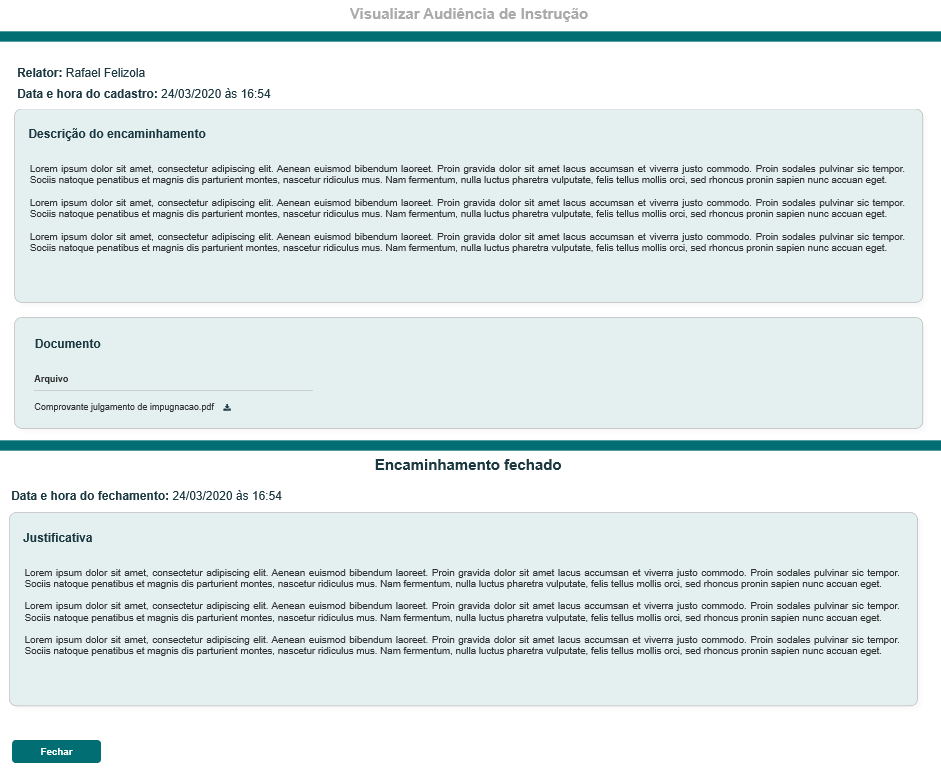 Visualizar Audiência de Instrução
Relator: Rafael Felizola
Data e hora do cadastro: 24/03/2020 às 16:54
Descrição do encaminhamento
Lorem ipsum dolor sit amet, consectetur adipiscing elit. Aenean euismod bibendum laoreet. Proin gravida dolor sit amet lacus accumsan et viverra justo commodo. Proin sodales pulvinar sic tempor.
Sociis natoque penatibus et magnis dis parturient montes, nascetur ridiculus mus. Nam fermentum, nulla luctus pharetra vulputate, felis tellus mollis orci, sed rhoncus pronin sapien nunc accuan eget.
Lorem ipsum dolor sit amet, consectetur adipiscing elit. Aenean euismod bibendum laoreet. Proin gravida dolor sit amet lacus accumsan et viverra justo commodo. Proin sodales pulvinar sic tempor.
Sociis natoque penatibus et magnis dis parturient montes, nascetur ridiculus mus. Nam fermentum, nulla luctus pharetra vulputate, felis tellus mollis orci, sed rhoncus pronin sapien nunc accuan eget.
Lorem ipsum dolor sit amet, consectetur adipiscing elit. Aenean euismod bibendum laoreet. Proin gravida dolor sit amet lacus accumsan et viverra justo commodo. Proin sodales pulvinar sic tempor.
Sociis natoque penatibus et magnis dis parturient montes, nascetur ridiculus mus. Nam fermentum, nulla luctus pharetra vulputate, felis tellus mollis orci, sed rhoncus pronin sapien nunc accuan eget.
Documento
Arquivo
Comprovante julgamento de impugnacao.pdf
Encaminhamento fechado
Data e hora do fechamento: 24/03/2020 às 16:54
Justificativa
Lorem ipsum dolor sit amet, consectetur adipiscing elit. Aenean euismod bibendum laoreet. Proin gravida dolor sit amet lacus accumsan et viverra justo commodo. Proin sodales pulvinar sic tempor.
Sociis natoque penatibus et magnis dis parturient montes, nascetur ridiculus mus. Nam fermentum, nulla luctus pharetra vulputate, felis tellus mollis orci, sed rhoncus pronin sapien nunc accuan eget.
Lorem ipsum dolor sit amet, consectetur adipiscing elit. Aenean euismod bibendum laoreet. Proin gravida dolor sit amet lacus accumsan et viverra justo commodo. Proin sodales pulvinar sic tempor.
Sociis natoque penatibus et magnis dis parturient montes, nascetur ridiculus mus. Nam fermentum, nulla luctus pharetra vulputate, felis tellus mollis orci, sed rhoncus pronin sapien nunc accuan eget.
Lorem ipsum dolor sit amet, consectetur adipiscing elit. Aenean euismod bibendum laoreet. Proin gravida dolor sit amet lacus accumsan et viverra justo commodo. Proin sodales pulvinar sic tempor.
Sociis natoque penatibus et magnis dis parturient montes, nascetur ridiculus mus. Nam fermentum, nulla luctus pharetra vulputate, felis tellus mollis orci, sed rhoncus pronin sapien nunc accuan eget.
Fechar